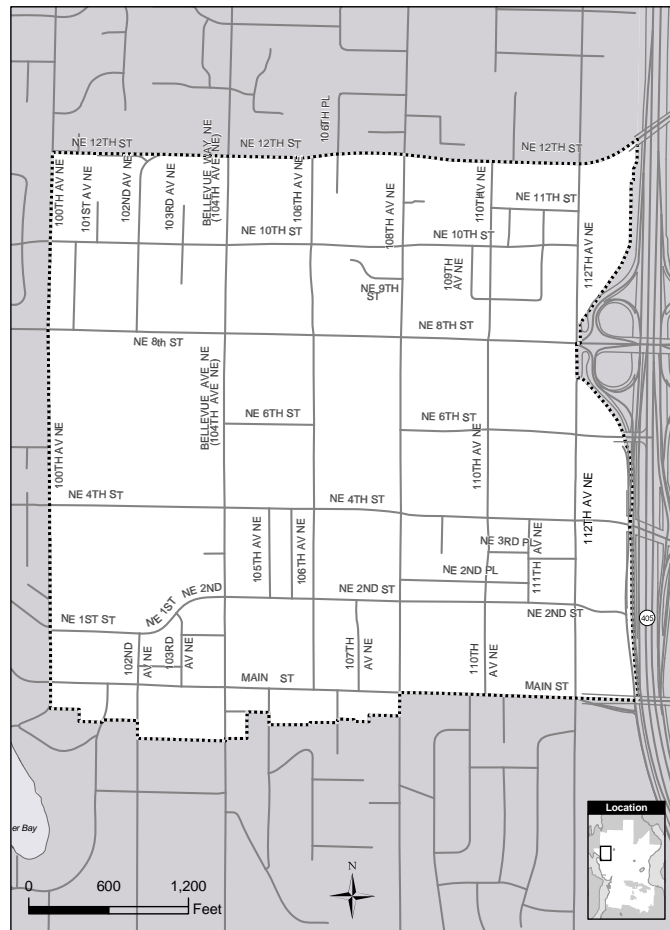 106TH PL
NE 12TH ST
NE 12TH ST
NE 12TH ST
100TH AV NE
101ST AV NE
102ND AV NE
103RD AV NE
BELLEVUE WAY NE
(104TH AVE NE)
106TH AV NE
108TH AV NE
110TH AV NE
NE 11TH ST
NE 10TH ST
NE 10TH ST
112TH AV NE
109TH
AV NE
NE 9TH
ST
NE 8th ST
NE 8TH ST
BELLEVUE AVE NE
(104TH AVE NE)
NE 6TH ST
NE 6TH ST
100TH AV NE
110TH AV NE
NE 4TH ST
NE 4TH ST
112TH AV NE
105TH AV NE
106TH AV NE
NE 3RD PL
111TH
AV NE
NE 2ND PL
NE 1ST ST
NE 1ST
NE 2ND
NE 2ND ST
NE 2ND ST
405
102ND
AV NE
103RD
107TH
AV NE
110TH
AV NE
MAIN ST
MAIN ST
er Bay
Location
N
0 600 1,200
Feet